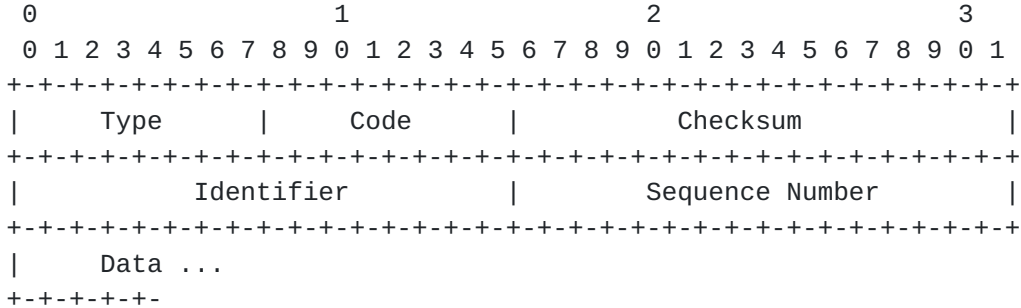 0                   1                   2                   3
 0 1 2 3 4 5 6 7 8 9 0 1 2 3 4 5 6 7 8 9 0 1 2 3 4 5 6 7 8 9 0 1
+-+-+-+-+-+-+-+-+-+-+-+-+-+-+-+-+-+-+-+-+-+-+-+-+-+-+-+-+-+-+-+-+
|     Type      |     Code      |          Checksum             |
+-+-+-+-+-+-+-+-+-+-+-+-+-+-+-+-+-+-+-+-+-+-+-+-+-+-+-+-+-+-+-+-+
|           Identifier          |        Sequence Number        |
+-+-+-+-+-+-+-+-+-+-+-+-+-+-+-+-+-+-+-+-+-+-+-+-+-+-+-+-+-+-+-+-+
|     Data ...
+-+-+-+-+-